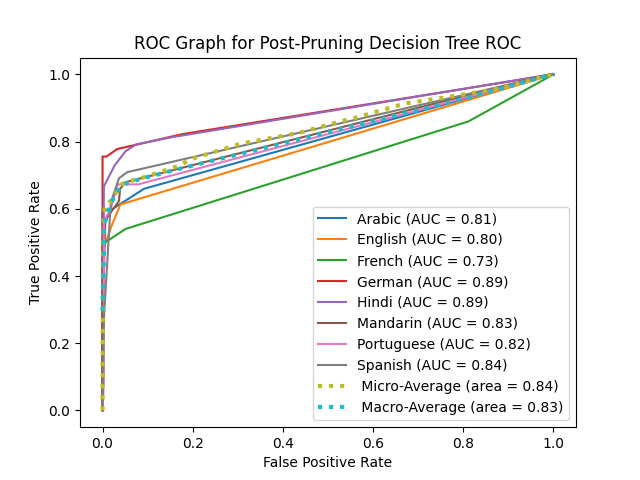 ROC Graph for Post-Pruning Decision Tree ROC
1.0
0.8
0.6
0.4
0.2
0.0
True Positive Rate
Arabic (AUC = 0.81)
English (AUC = 0.80)
French (AUC = 0.73)
German (AUC = 0.89)
Hindi (AUC = 0.89)
Mandarin (AUC = 0.83)
Portuguese (AUC = 0.82)
Spanish (AUC = 0.84)
Micro-Average (area = 0.84)
Macro-Average (area = 0.83)
0.0 0.2 0.4 0.6 0.8 1.0
False Positive Rate